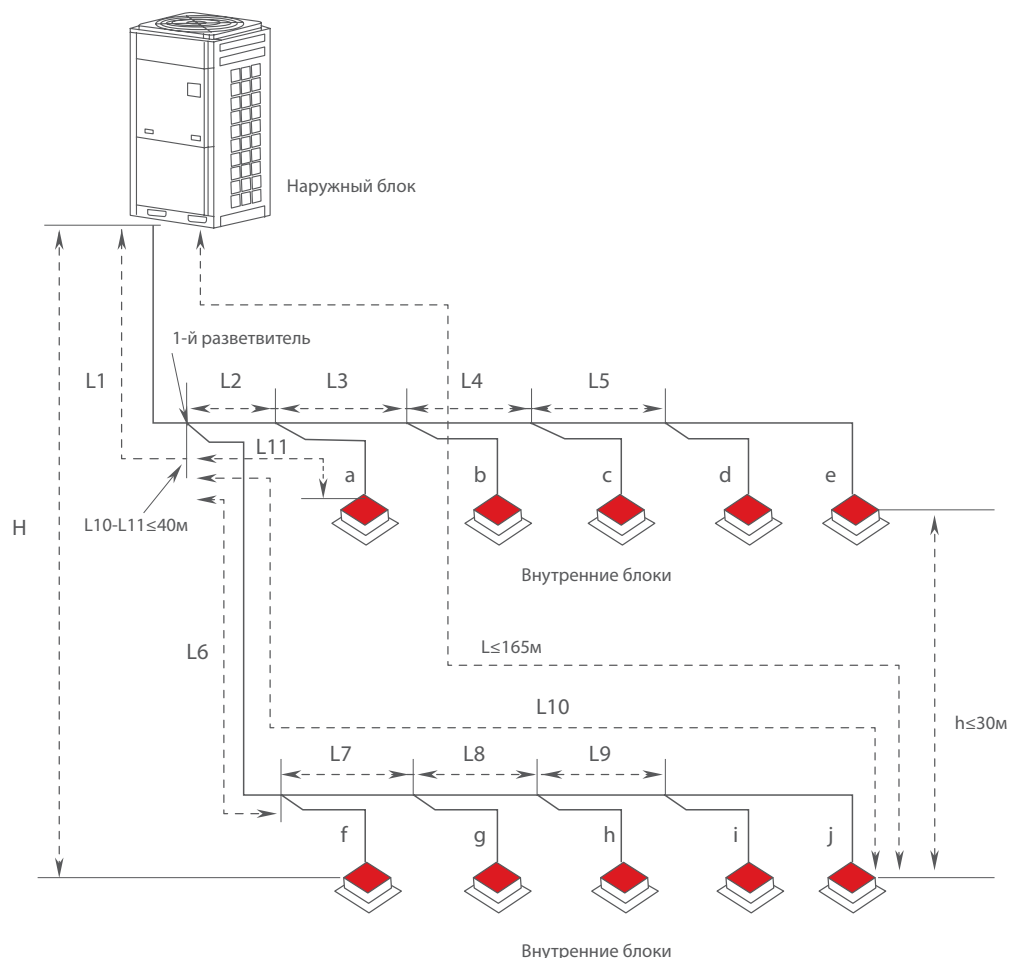 Наружный блок
1-й разветвитель
L1
L2
L3
L4
L5
L11
a
b
c
d
e
L10-L11≤40м
H
Внутренние блоки
L6
L≤165м
L10
h≤30м
L7
L8
L9
f
g
h
i
j
Внутренние блоки